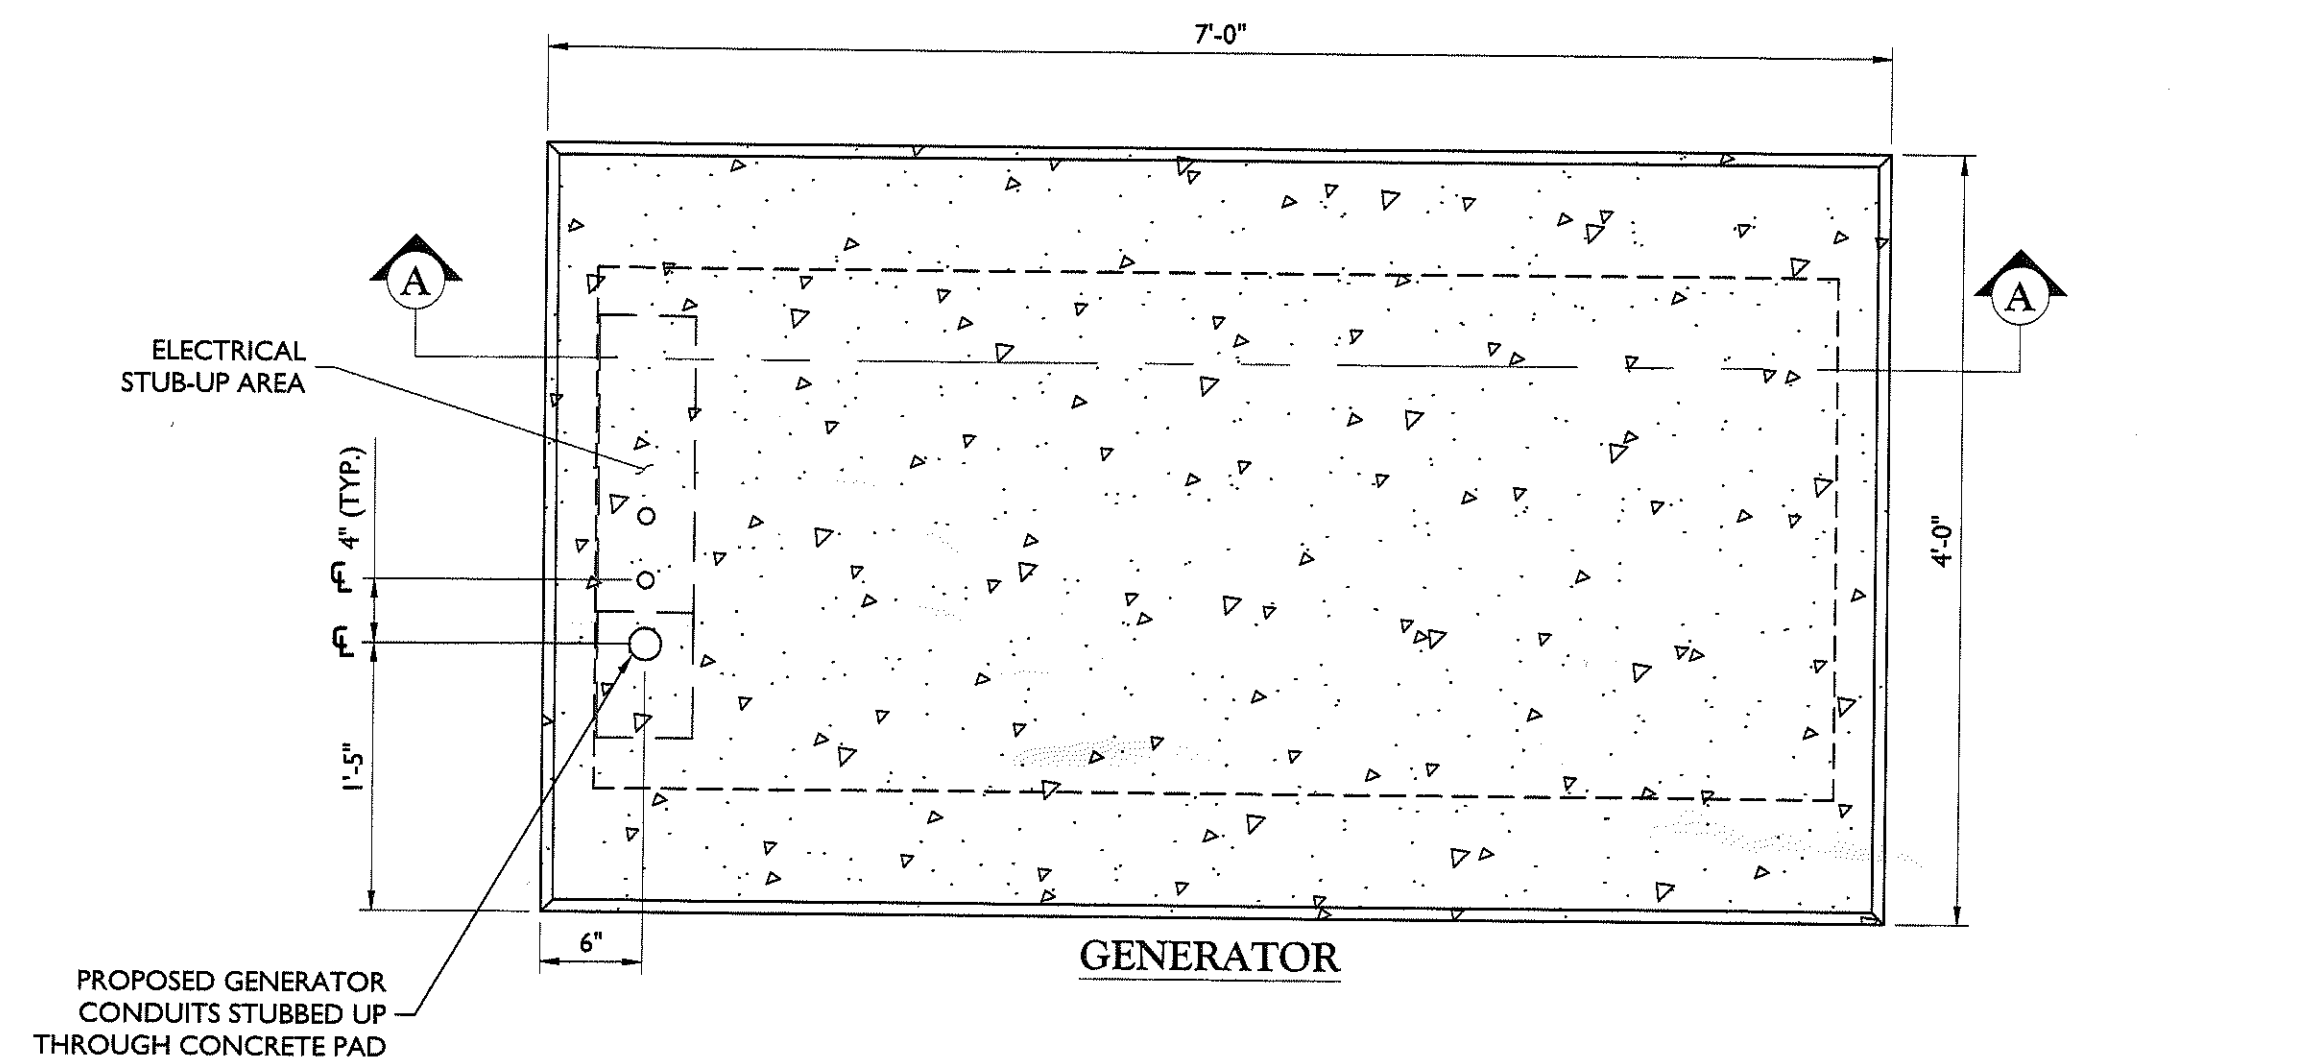 7'-0"
A
A
ELECTRICAL
STUB-UP AREA
4" (TYP.)
℄
℄
4'-0"
1'-5"
6"
GENERATOR
PROPOSED GENERATOR
CONDUITS STUBBED UP
THROUGH CONCRETE PAD